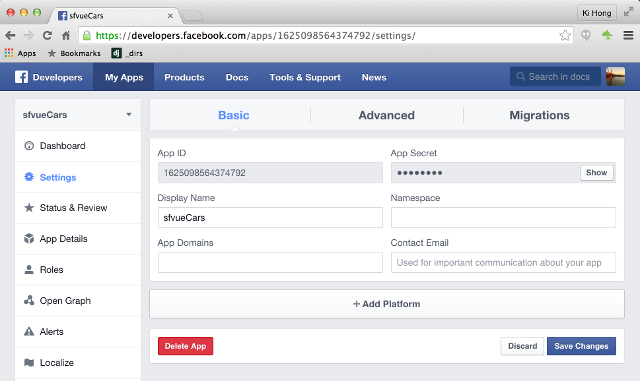 sfvueCars
Ki Hong
https://developers.facebook.com/apps/1625098564374792/settings/
Apps Bookmarks dj _dirs
Developers My Apps Products Docs Tools & Support News Search in docs
sfvueCars
Basic Advanced Migrations
Dashboard
Settings
Status & Review
App Details
Roles
Open Graph
Alerts
Localize
App ID App Secret
1625098564374792 ●●●●●●●● Show
Display Name Namespace
sfvueCars
App Domains Contact Email
Used for important communication about your app
+ Add Platform
Delete App Discard Save Changes